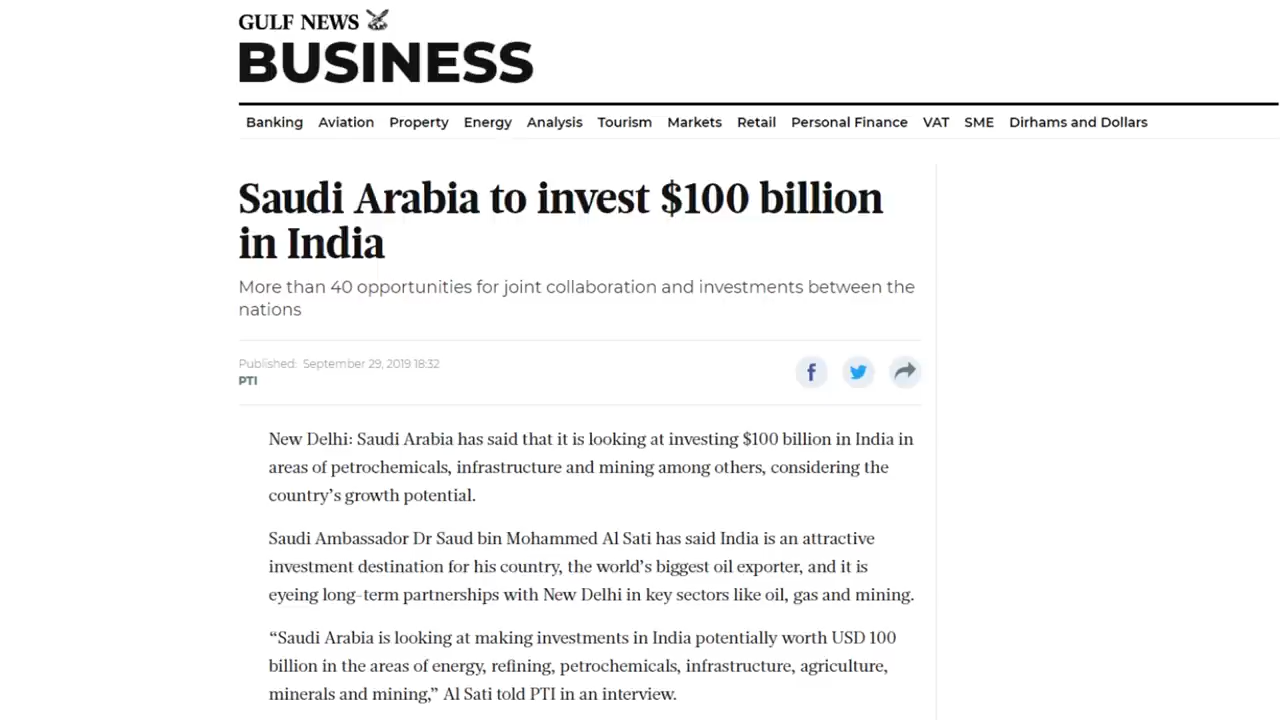 GULF NEWS
BUSINESS
Banking Aviation Property Energy Analysis Tourism Markets Retail Personal Finance VAT SME Dirhams and Dollars
Saudi Arabia to invest $100 billion
in India
More than 40 opportunities for joint collaboration and investments between the
nations
Published: September 29, 2019 18:32
PTI
New Delhi: Saudi Arabia has said that it is looking at investing $100 billion in India in
areas of petrochemicals, infrastructure and mining among others, considering the
country’s growth potential.
Saudi Ambassador Dr Saud bin Mohammed Al Sati has said India is an attractive
investment destination for his country, the world’s biggest oil exporter, and it is
eyeing long-term partnerships with New Delhi in key sectors like oil, gas and mining.
“Saudi Arabia is looking at making investments in India potentially worth USD 100
billion in the areas of energy, refining, petrochemicals, infrastructure, agriculture,
minerals and mining,” Al Sati told PTI in an interview.